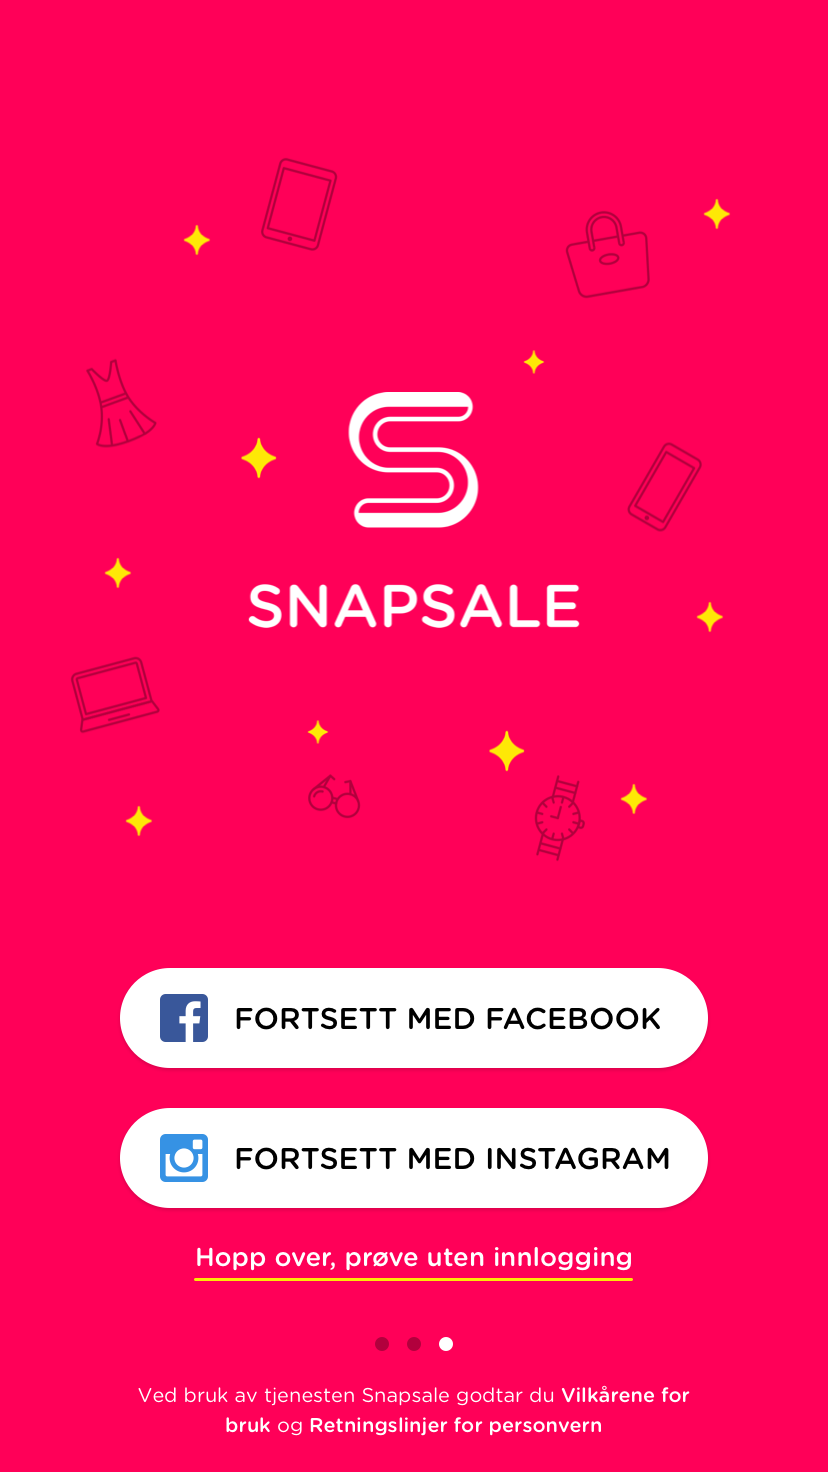 SNAPSALE
FORTSETT MED FACEBOOK
FORTSETT MED INSTAGRAM
Hopp over, prøve uten innlogging
Ved bruk av tjenesten Snapsale godtar du Vilkårene for
bruk og Retningslinjer for personvern